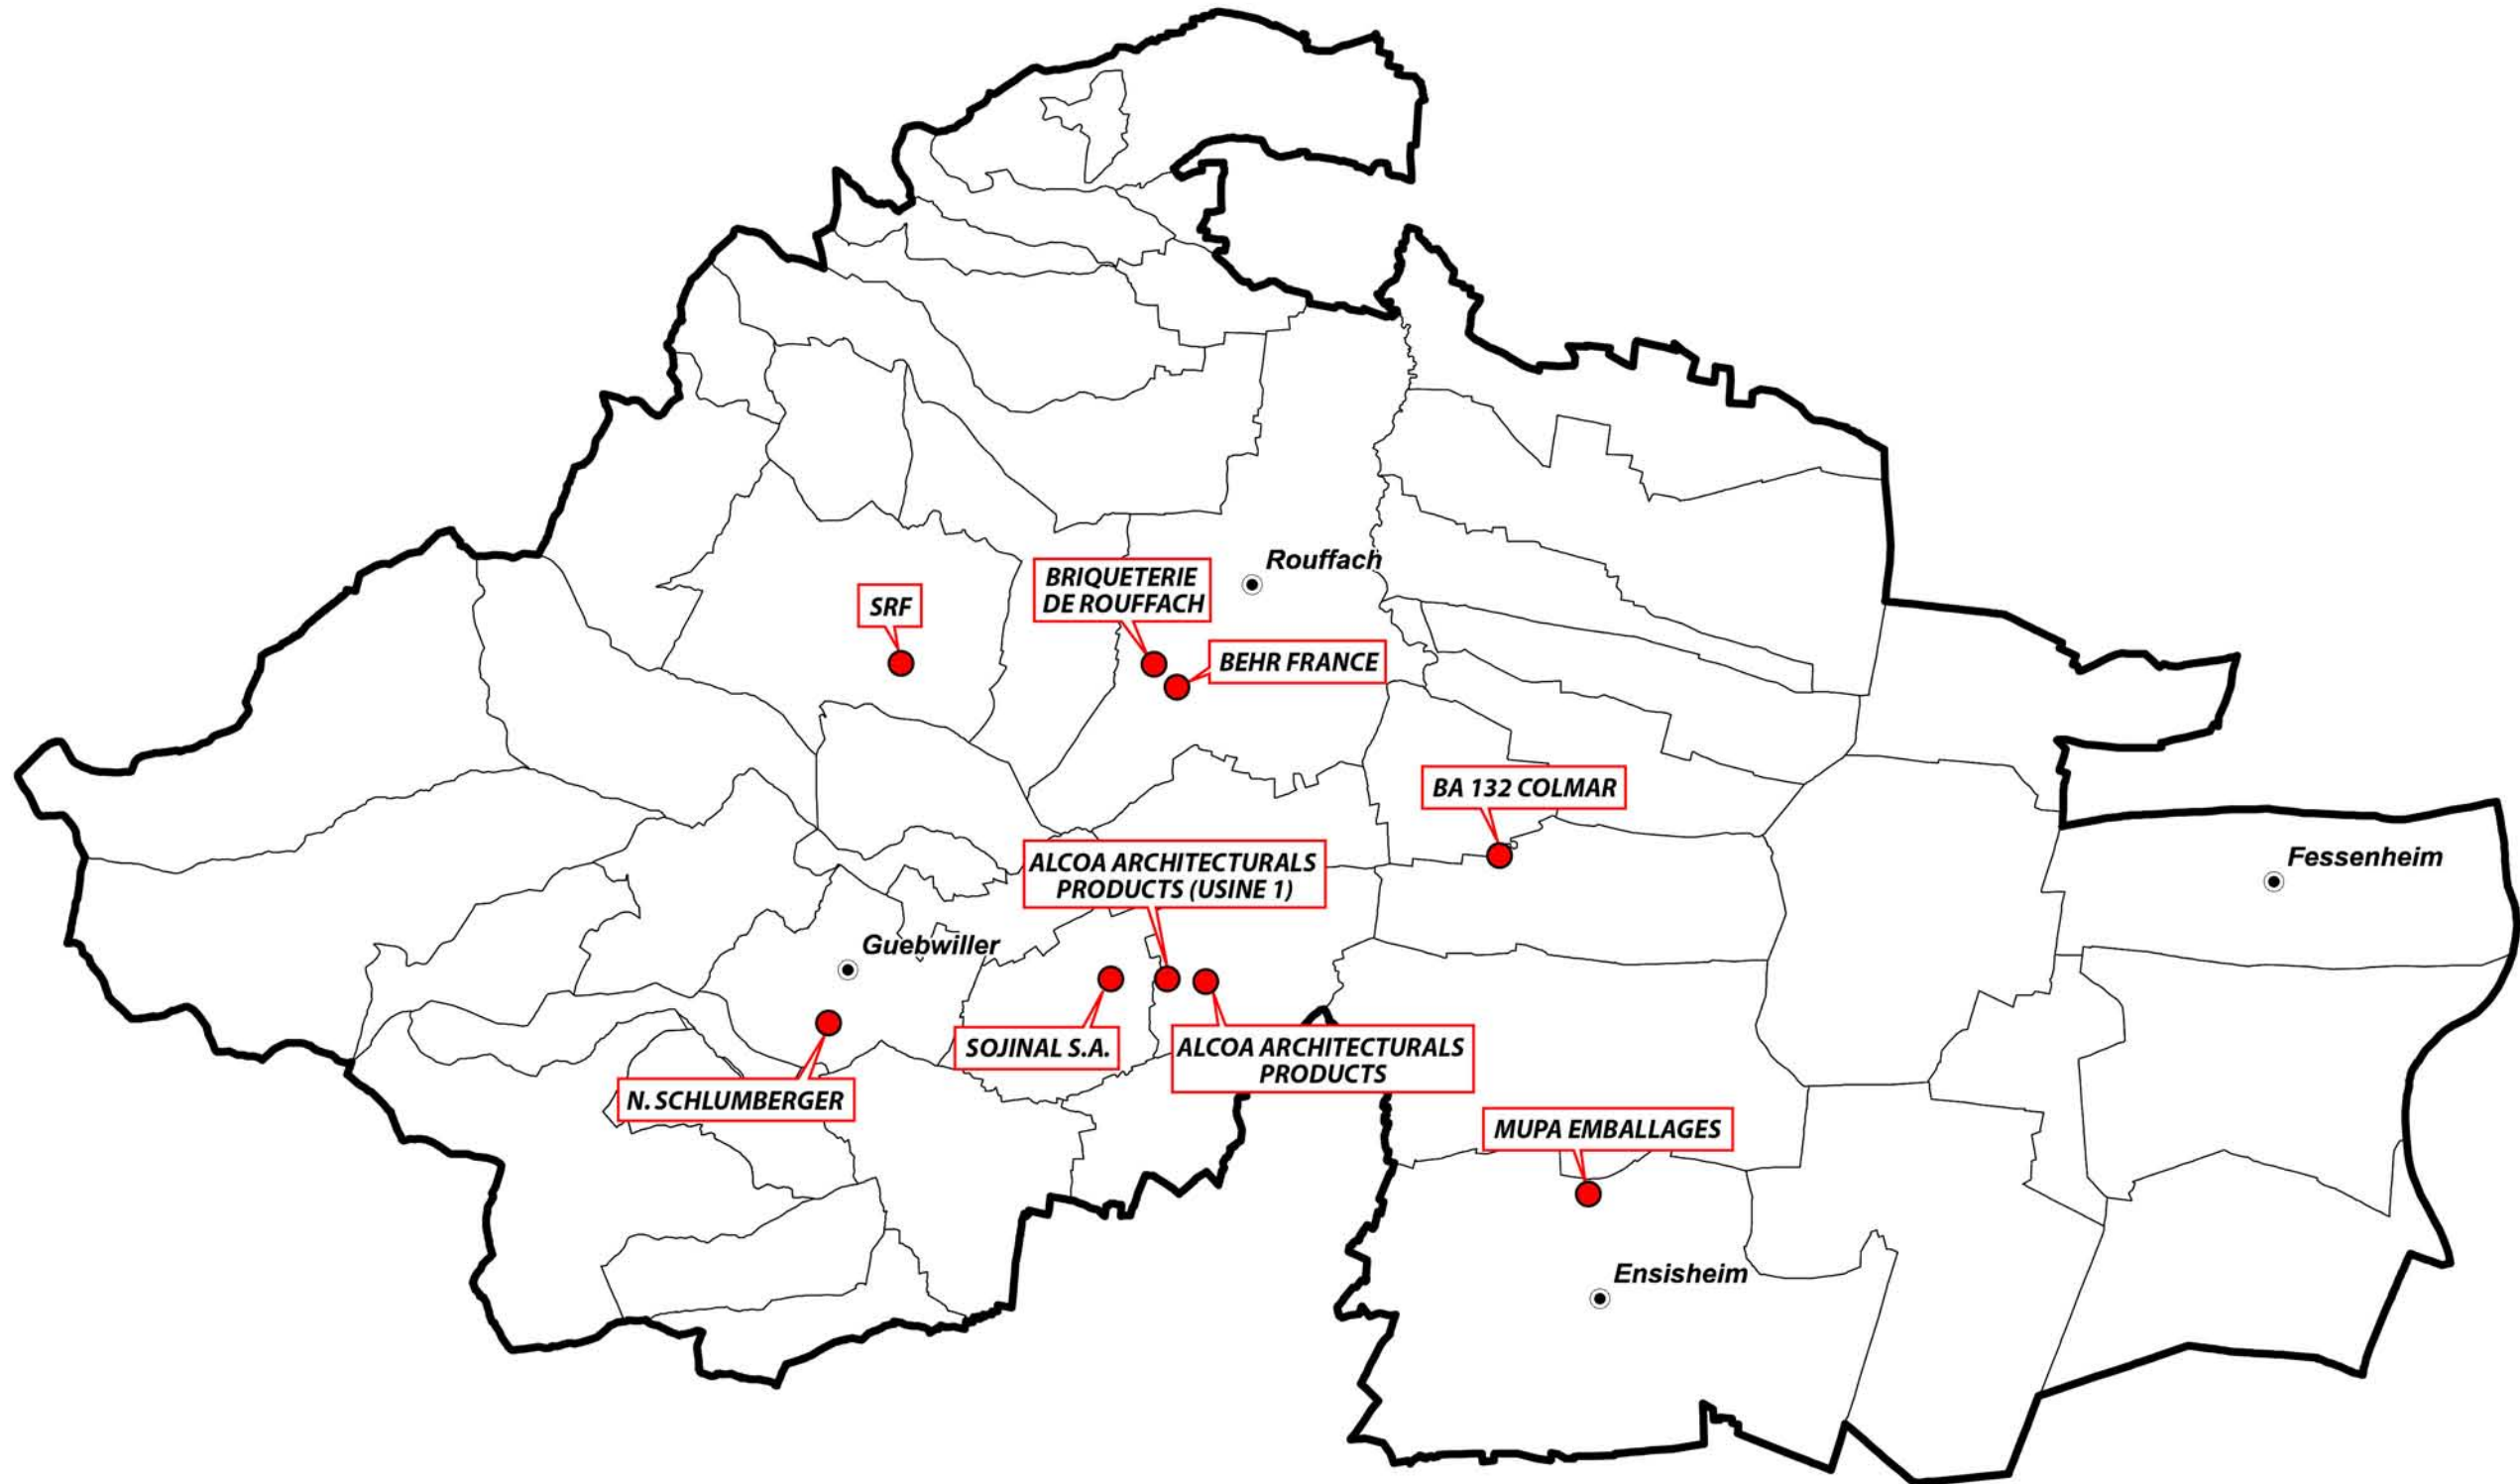 Rouffach
BRIQUETERIE
DE ROUFFACH
SRF
BEHR FRANCE
BA 132 COLMAR
ALCOA ARCHITECTURALS
PRODUCTS (USINE 1)
Fessenheim
Guebwiller
SOJINAL S.A.
ALCOA ARCHITECTURALS
PRODUCTS
N. SCHLUMBERGER
MUPA EMBALLAGES
Ensisheim